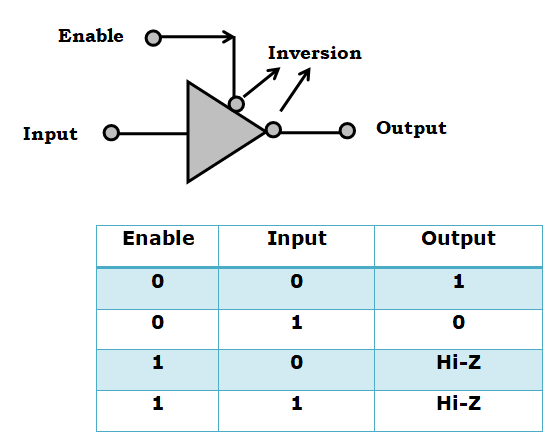 Enable
Inversion
Input
Output
Enable Input Output
0 0 1
0 1 0
1 0 Hi-Z
1 1 Hi-Z